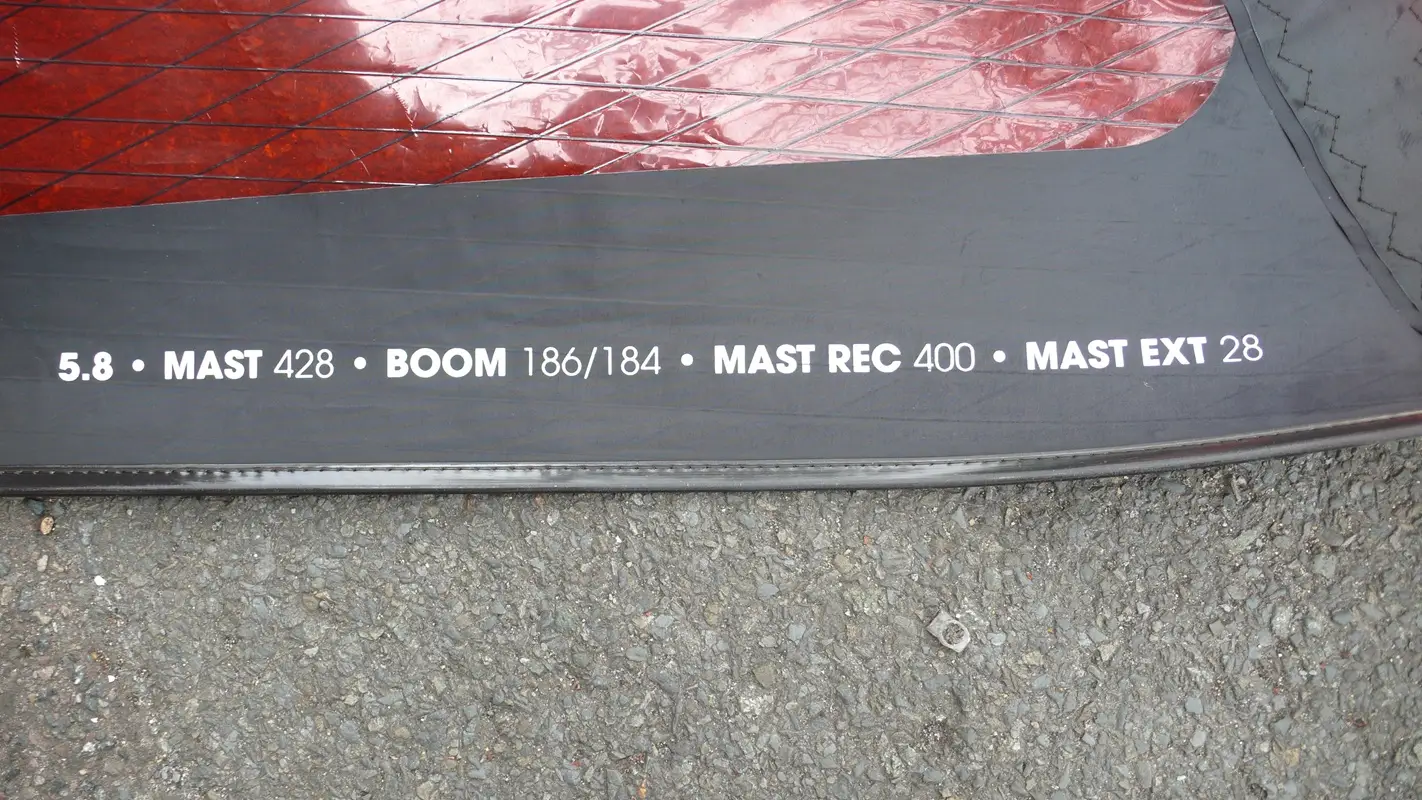 5.8 • MAST 428 • BOOM 186/184 • MAST REC 400 • MAST EXT 28